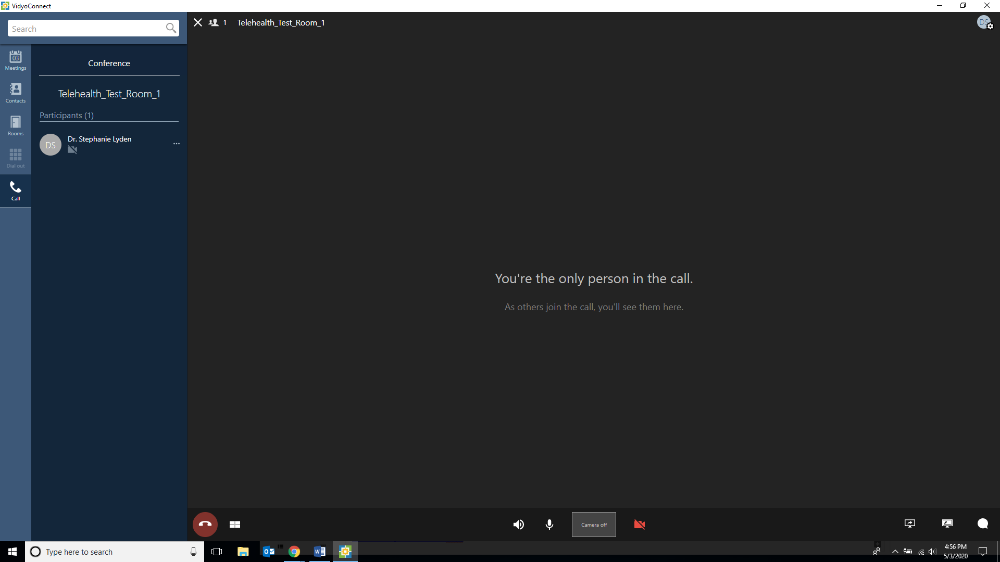 VidyoConnect
Search
Telehealth_Test_Room_1
1
DS
03
Meetings
Contacts
Rooms
Dial out
Call
Conference
Telehealth_Test_Room_1
Participants (1)
DS
Dr. Stephanie Lyden
...
You're the only person in the call.
As others join the call, you'll see them here.
Camera off
Type here to search
4:56 PM
5/3/2020